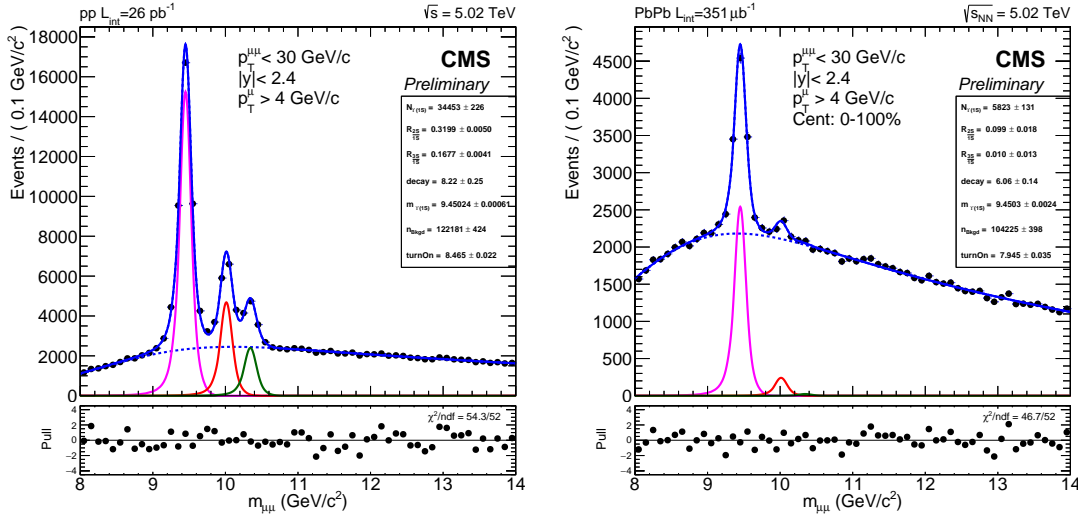 pp L_int=26 pb^-1 √s = 5.02 TeV
Events / ( 0.1 GeV/c² )
18000
16000
14000
12000
10000
8000
6000
4000
2000
0
p_T^μμ < 30 GeV/c
|y| < 2.4
p_T^μ > 4 GeV/c
CMS
Preliminary
N_Υ(1S) = 34453 ± 226
R_2S/1S = 0.3199 ± 0.0050
R_3S/1S = 0.1677 ± 0.0041
decay = 8.22 ± 0.25
m_Υ(1S) = 9.45024 ± 0.00061
n_Bkgd = 122181 ± 424
turnOn = 8.465 ± 0.022
Pull
4
2
0
−2
−4
χ²/ndf = 54.3/52
8 9 10 11 12 13 14
m_μμ (GeV/c²)
PbPb L_int=351 μb^-1 √s_NN = 5.02 TeV
Events / ( 0.1 GeV/c² )
4500
4000
3500
3000
2500
2000
1500
1000
500
0
p_T^μμ < 30 GeV/c
|y| < 2.4
p_T^μ > 4 GeV/c
Cent: 0-100%
CMS
Preliminary
N_Υ(1S) = 5823 ± 131
R_2S/1S = 0.099 ± 0.018
R_3S/1S = 0.010 ± 0.013
decay = 6.06 ± 0.14
m_Υ(1S) = 9.4503 ± 0.0024
n_Bkgd = 104225 ± 398
turnOn = 7.945 ± 0.035
Pull
4
2
0
−2
−4
χ²/ndf = 46.7/52
8 9 10 11 12 13 14
m_μμ (GeV/c²)